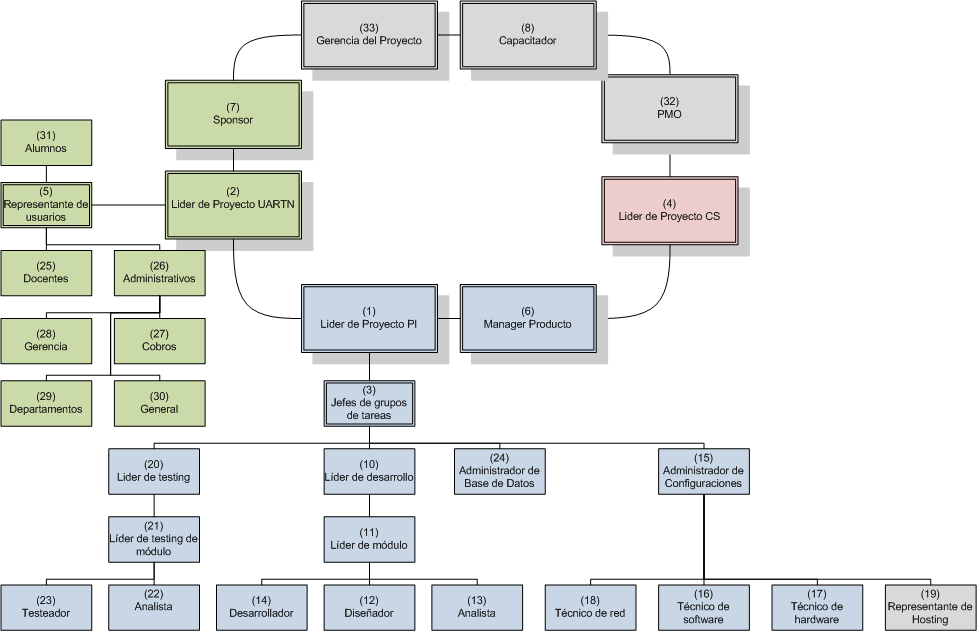 (33)
Gerencia del Proyecto
(8)
Capacitador
(7)
Sponsor
(32)
PMO
(31)
Alumnos
(5)
Representante de
usuarios
(2)
Lider de Proyecto UARTN
(4)
Lider de Proyecto CS
(25)
Docentes
(26)
Administrativos
(1)
Lider de Proyecto PI
(6)
Manager Producto
(28)
Gerencia
(27)
Cobros
(29)
Departamentos
(30)
General
(3)
Jefes de grupos
de tareas
(20)
Lider de testing
(10)
Líder de desarrollo
(24)
Administrador de
Base de Datos
(15)
Administrador de
Configuraciones
(21)
Líder de testing de
módulo
(11)
Líder de módulo
(23)
Testeador
(22)
Analista
(14)
Desarrollador
(12)
Diseñador
(13)
Analista
(18)
Técnico de red
(16)
Técnico de
software
(17)
Técnico de
hardware
(19)
Representante de
Hosting